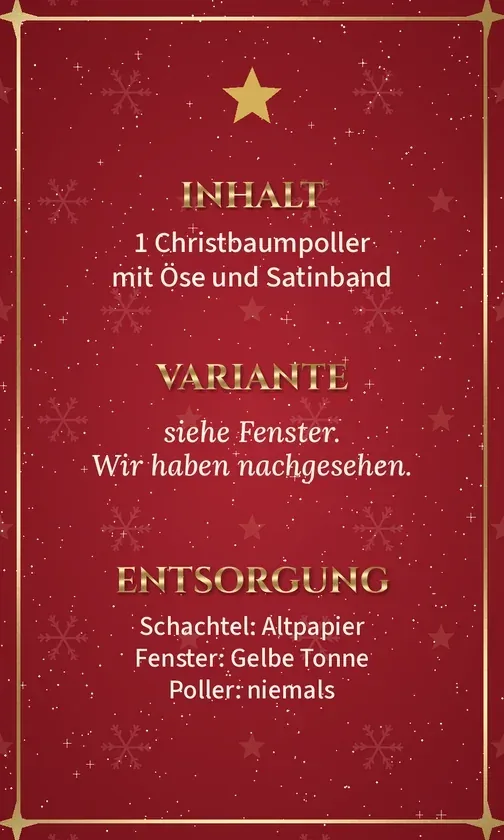 INHALT
1 Christbaumpoller
mit Öse und Satinband
VARIANTE
siehe Fenster.
Wir haben nachgesehen.
ENTSORGUNG
Schachtel: Altpapier
Fenster: Gelbe Tonne
Poller: niemals